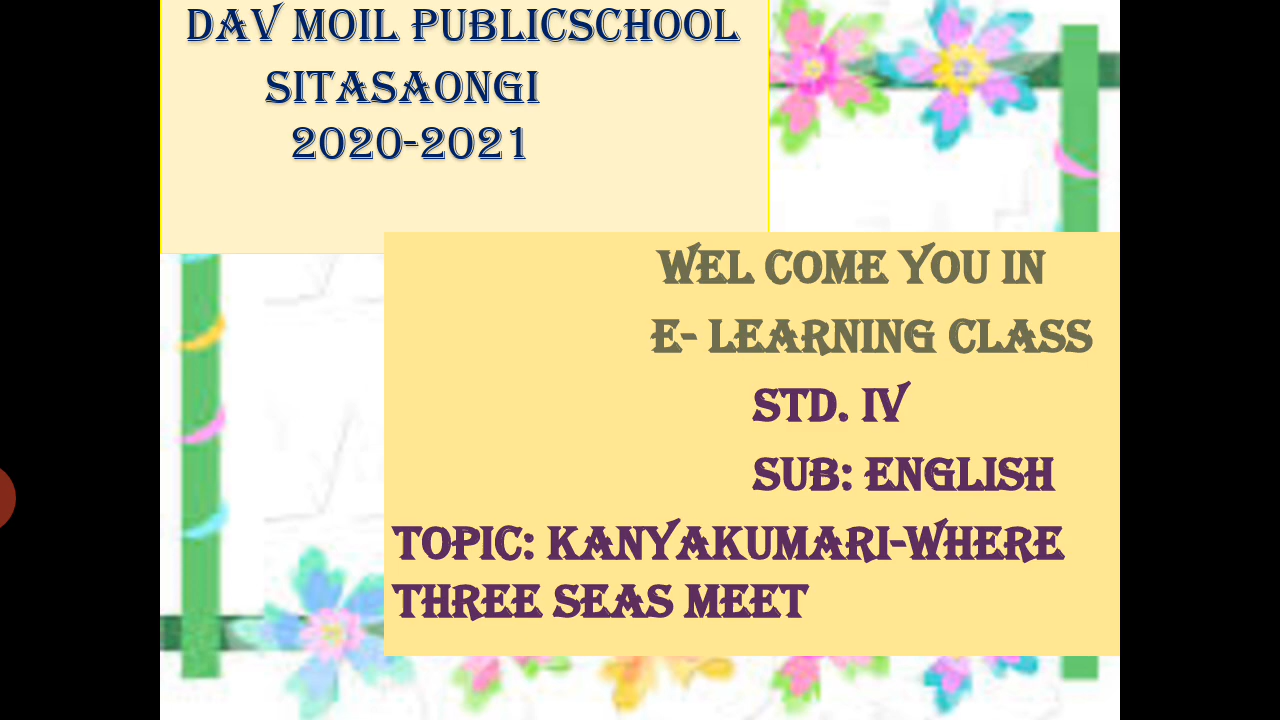 DAV MOIL PUBLICSCHOOL
SITASAONGI
2020-2021
WEL COME YOU IN
E- LEARNING CLASS
STD. IV
SUB: ENGLISH
TOPIC: KANYAKUMARI-WHERE
THREE SEAS MEET